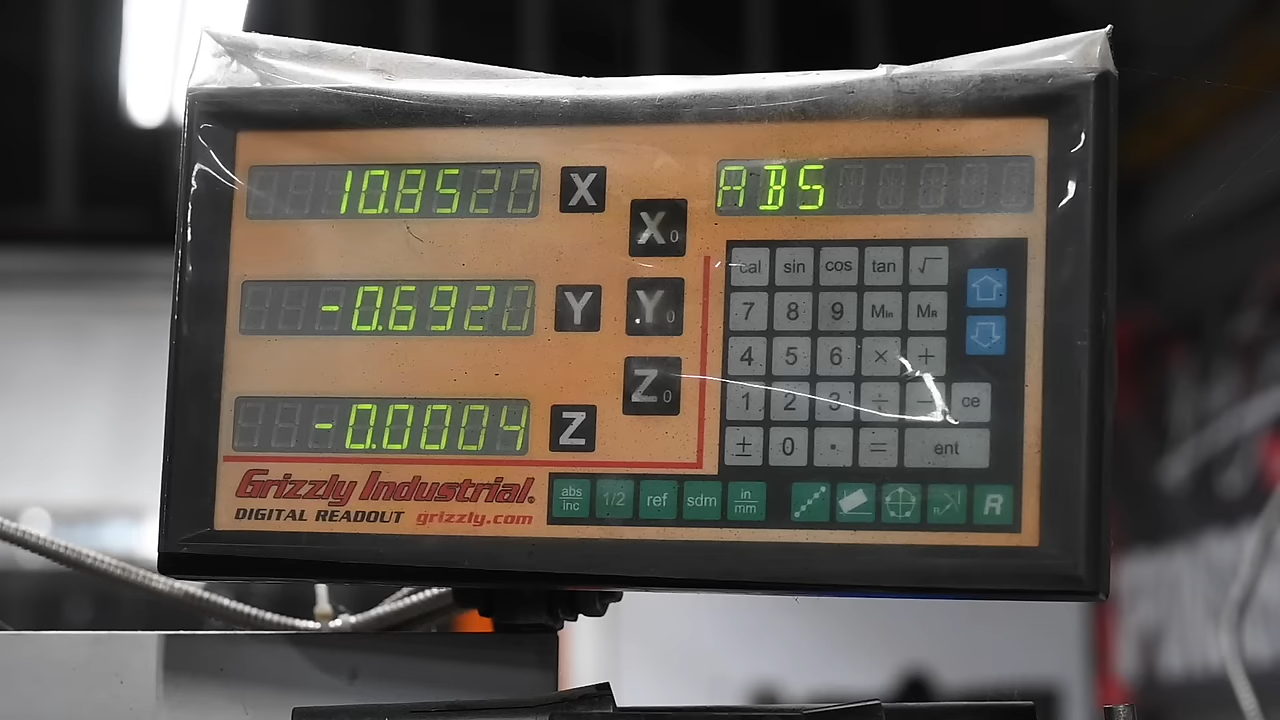 10.8520 X ABS
X0
-0.6920 Y Y0
-0.0004 Z Z0
cal sin cos tan √
7 8 9 Min MR
4 5 6 × +
1 2 3 ÷ − ce
± 0 . = ent
Grizzly Industrial®
DIGITAL READOUT grizzly.com
abs/inc 1/2 ref sdm in/mm R